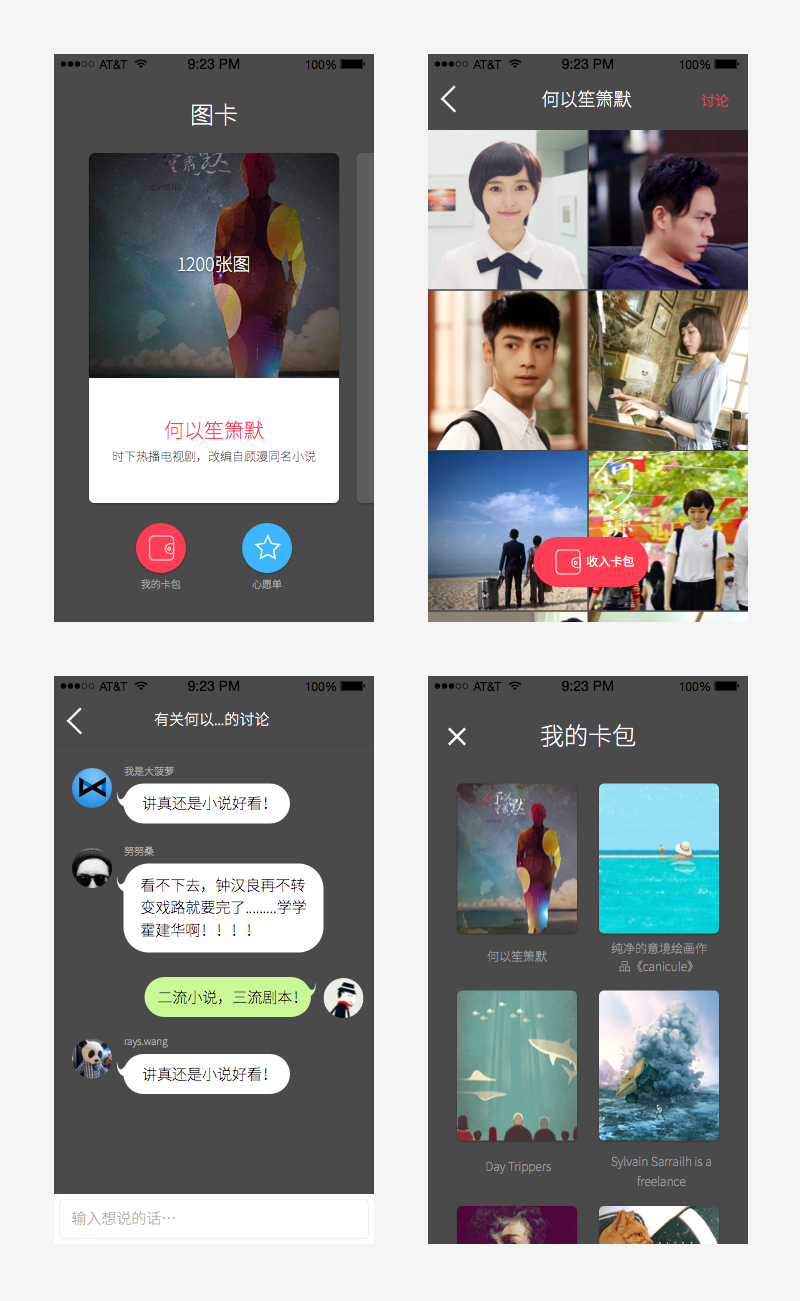 AT&T 9:23 PM 100%
图卡
1200张图
何以笙箫默
时下热播电视剧，改编自顾漫同名小说
我的卡包
心愿单
AT&T 9:23 PM 100%
何以笙箫默
讨论
收入卡包
AT&T 9:23 PM 100%
有关何以...的讨论
我是大菠萝
讲真还是小说好看！
努努桑
看不下去，钟汉良再不转
变戏路就要完了.........学学
霍建华啊！！！！
二流小说，三流剧本！
rays.wang
讲真还是小说好看！
输入想说的话…
AT&T 9:23 PM 100%
我的卡包
何以笙箫默
纯净的意境绘画作
品《canicule》
Day Trippers
Sylvain Sarrailh is a
freelance